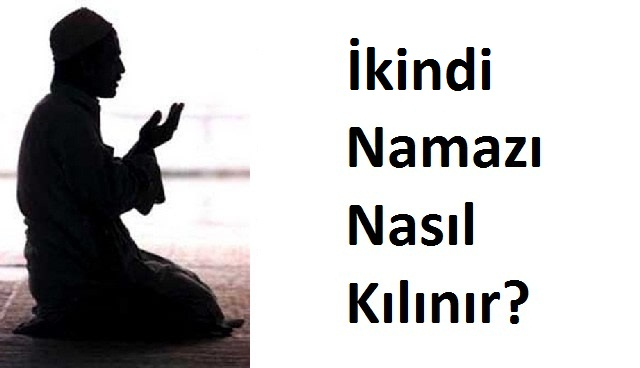 İkindi
Namazı
Nasıl
Kılınır?